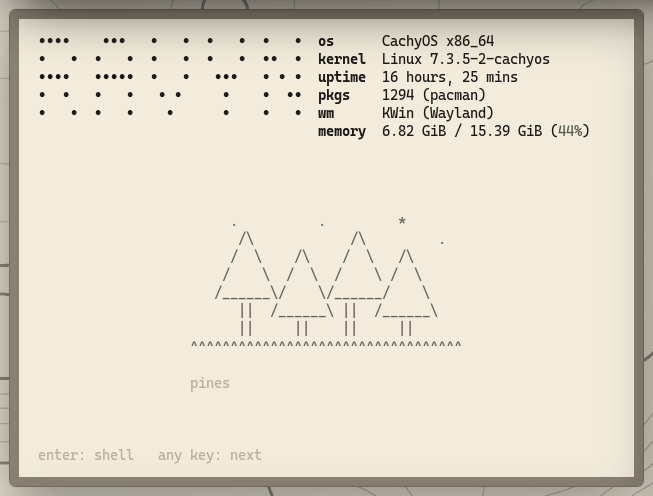 RAVYN
os CachyOS x86_64
kernel Linux 7.3.5-2-cachyos
uptime 16 hours, 25 mins
pkgs 1294 (pacman)
wm KWin (Wayland)
memory 6.82 GiB / 15.39 GiB (44%)
pines
enter: shell any key: next